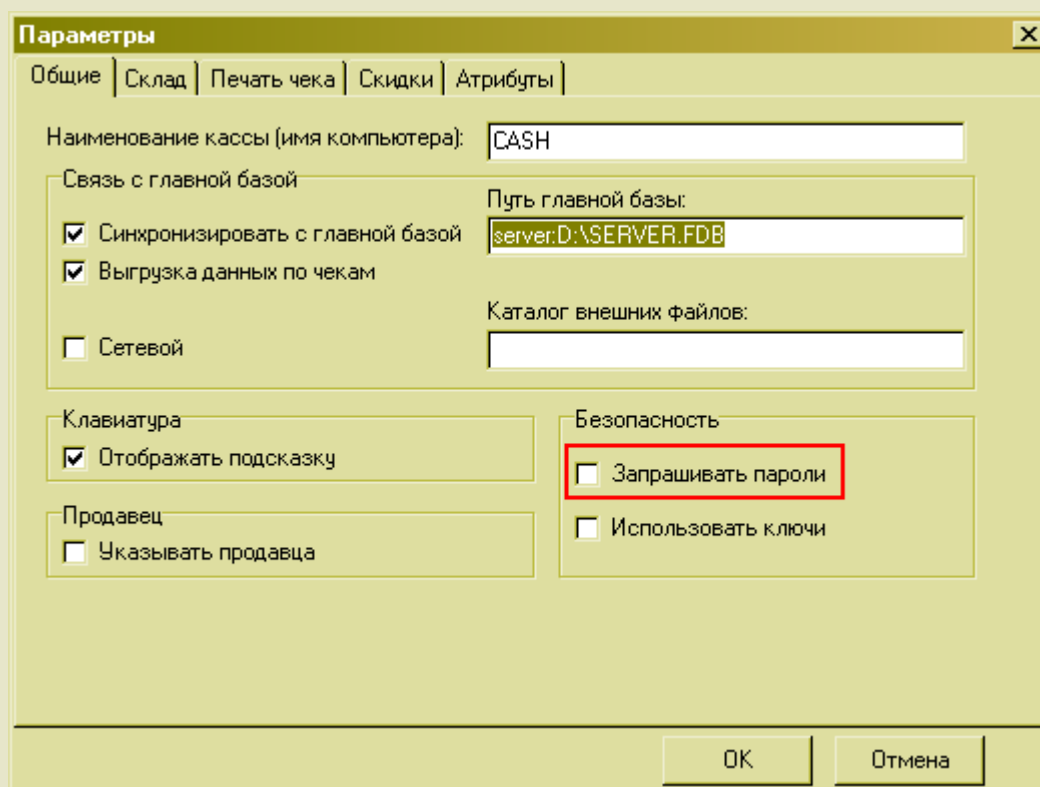 Параметры
Общие Склад Печать чека Скидки Атрибуты
Наименование кассы (имя компьютера): CASH
Связь с главной базой
Путь главной базы:
Синхронизировать с главной базой server:D:\SERVER.FDB
Выгрузка данных по чекам
Каталог внешних файлов:
Сетевой
Клавиатура
Отображать подсказку
Безопасность
Запрашивать пароли
Продавец
Указывать продавца
Использовать ключи
OK Отмена